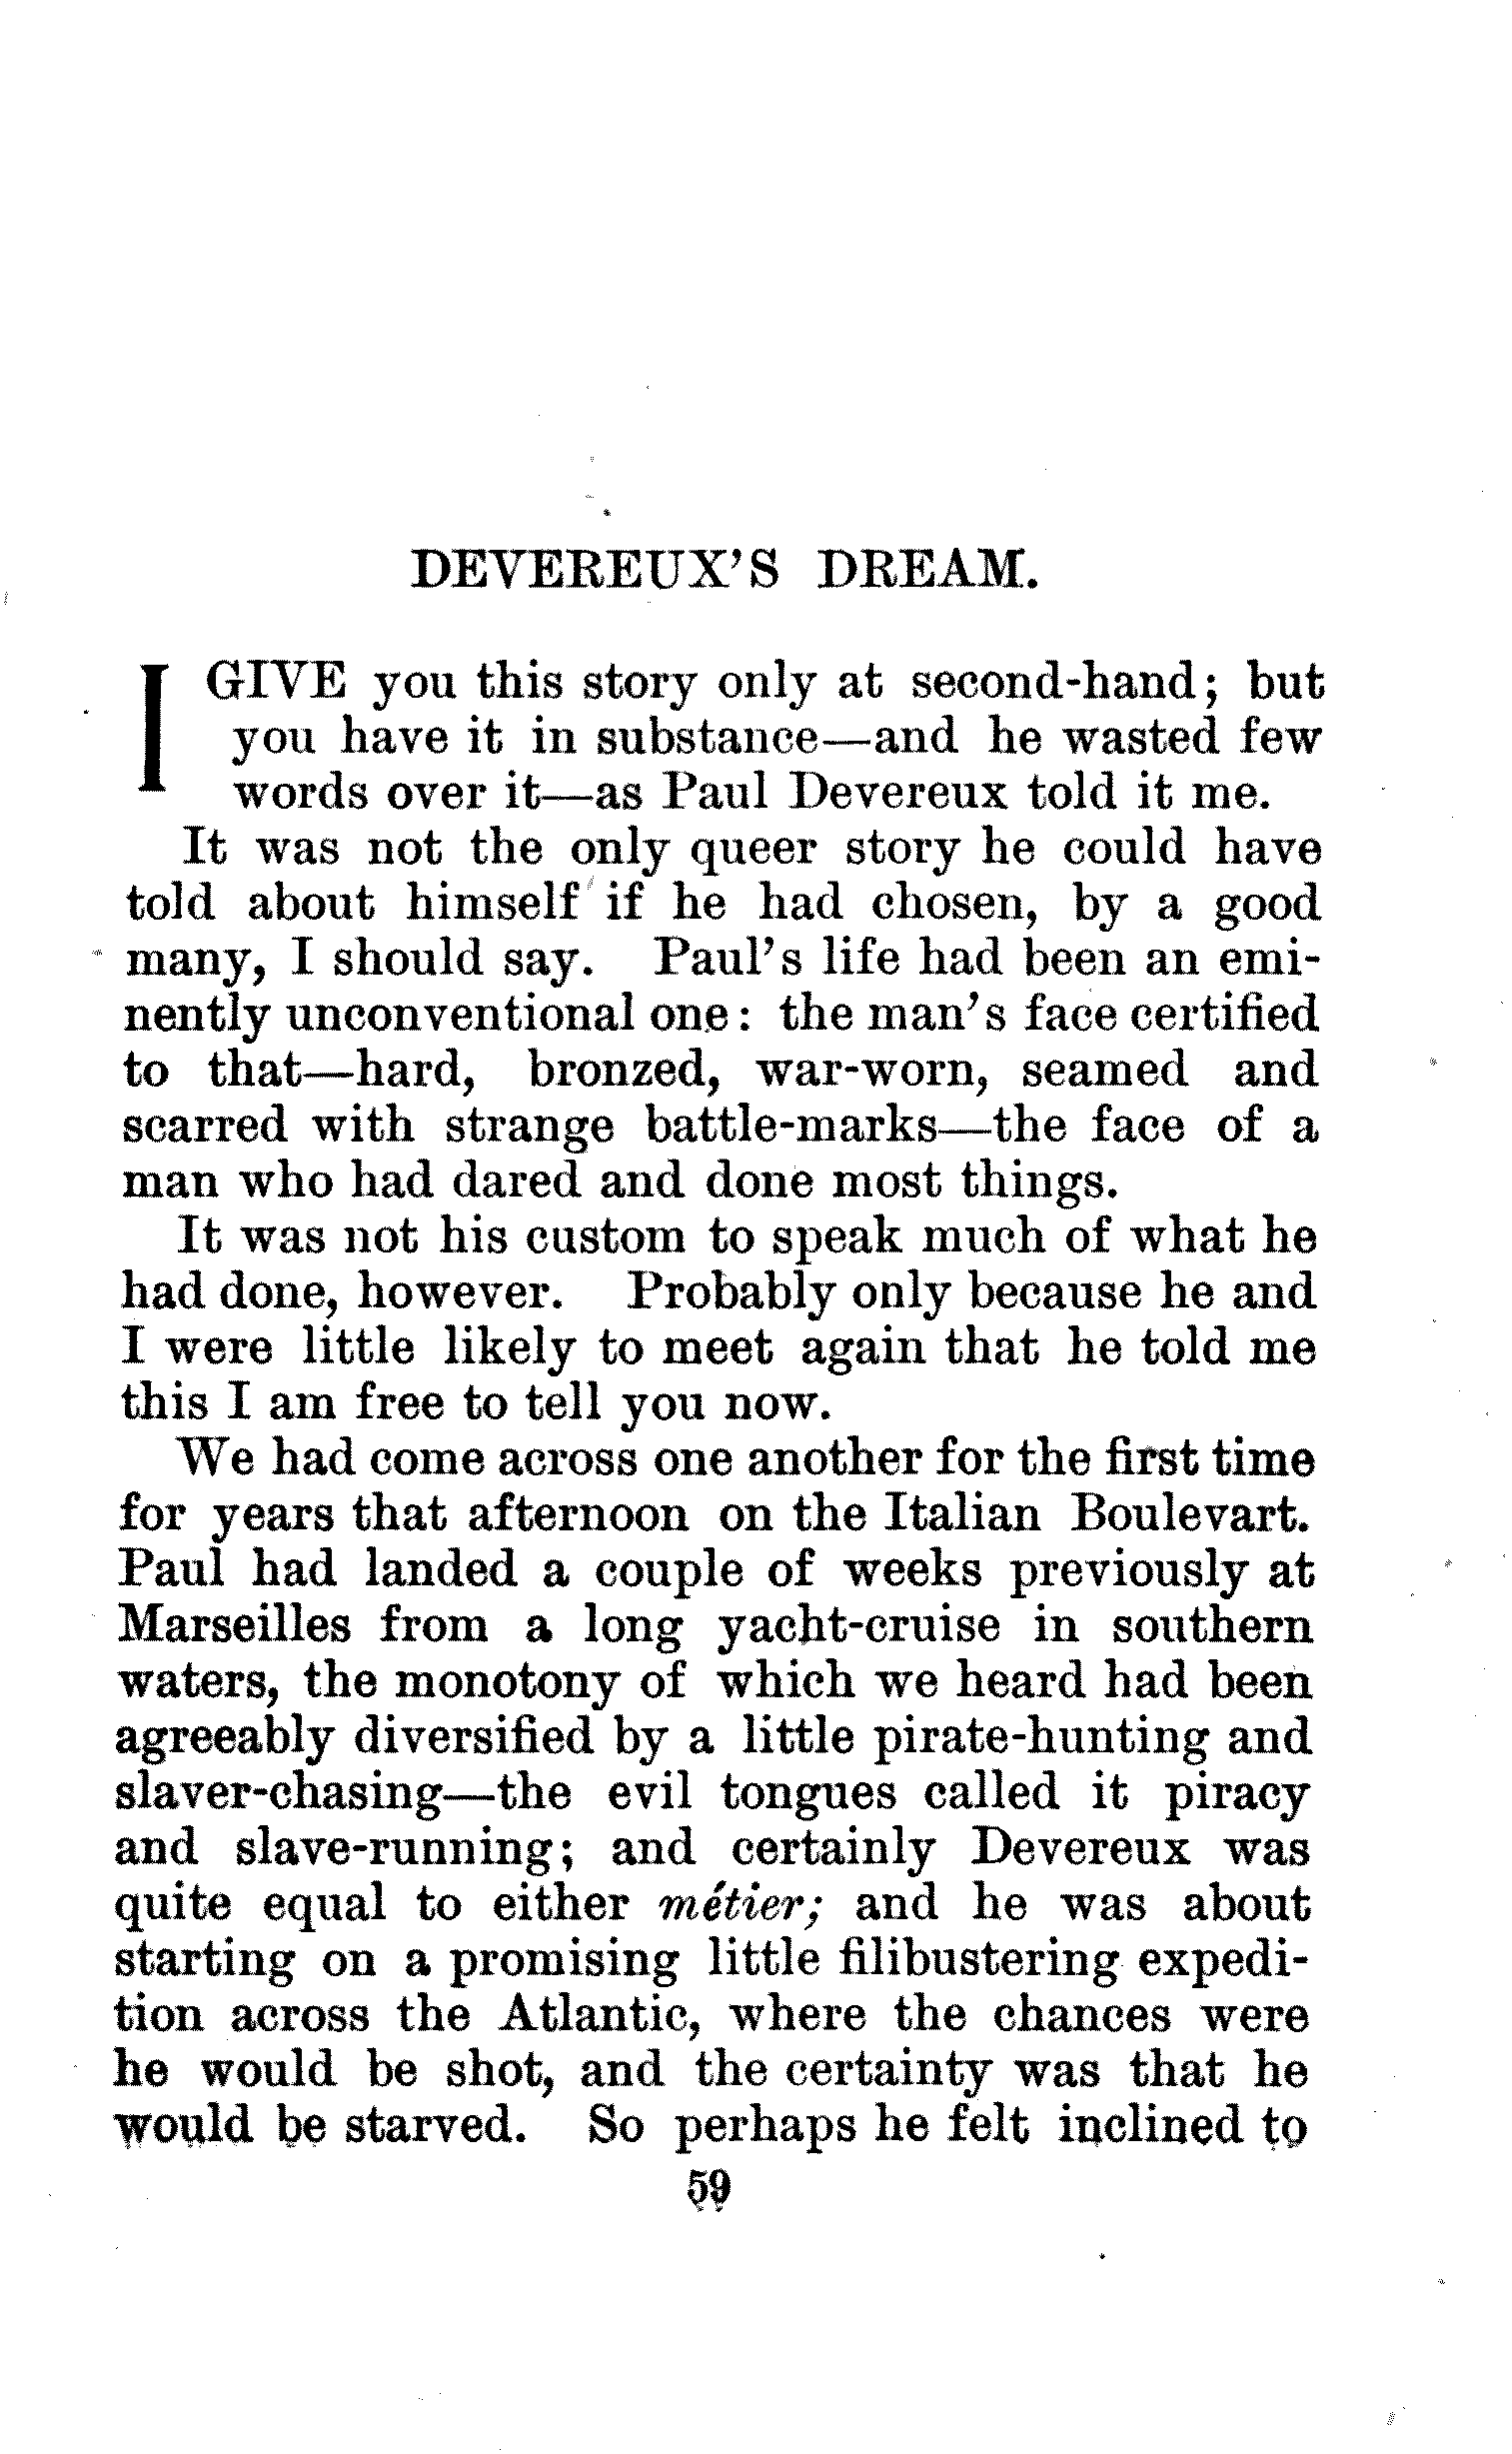 DEVEREUX'S DREAM.
I GIVE you this story only at second-hand; but
you have it in substance—and he wasted few
words over it—as Paul Devereux told it me.
It was not the only queer story he could have
told about himself if he had chosen, by a good
many, I should say. Paul's life had been an emi-
nently unconventional one: the man's face certified
to that—hard, bronzed, war-worn, seamed and
scarred with strange battle-marks—the face of a
man who had dared and done most things.
It was not his custom to speak much of what he
had done, however. Probably only because he and
I were little likely to meet again that he told me
this I am free to tell you now.
We had come across one another for the first time
for years that afternoon on the Italian Boulevart.
Paul had landed a couple of weeks previously at
Marseilles from a long yacht-cruise in southern
waters, the monotony of which we heard had been
agreeably diversified by a little pirate-hunting and
slaver-chasing—the evil tongues called it piracy
and slave-running; and certainly Devereux was
quite equal to either métier; and he was about
starting on a promising little filibustering expedi-
tion across the Atlantic, where the chances were
he would be shot, and the certainty was that he
would be starved. So perhaps he felt inclined to
59